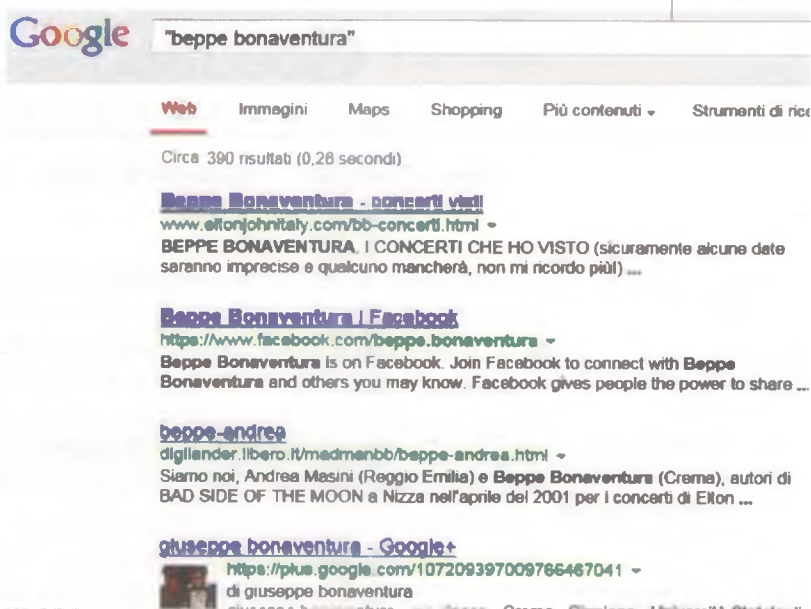 Google "beppe bonaventura"
Web Immagini Maps Shopping Più contenuti Strumenti di rice
Circa 390 risultati (0,26 secondi)
Beppe Bonaventura - concerti visti
www.eltonjohnitaly.com/bb-concerti.html
BEPPE BONAVENTURA. I CONCERTI CHE HO VISTO (sicuramente alcune date
saranno imprecise e qualcuno mancherà, non mi ricordo più!) ...
Beppe Bonaventura | Facebook
https://www.facebook.com/beppe.bonaventura
Beppe Bonaventura is on Facebook. Join Facebook to connect with Beppe
Bonaventura and others you may know. Facebook gives people the power to share ...
beppe-andrea
digilander.libero.it/madmanbb/beppe-andrea.html
Siamo noi, Andrea Masini (Reggio Emilia) e Beppe Bonaventura (Crema), autori di
BAD SIDE OF THE MOON a Nizza nell'aprile del 2001 per i concerti di Elton ...
giuseppe bonaventura - Google+
https://plus.google.com/107209397009766467041
di giuseppe bonaventura